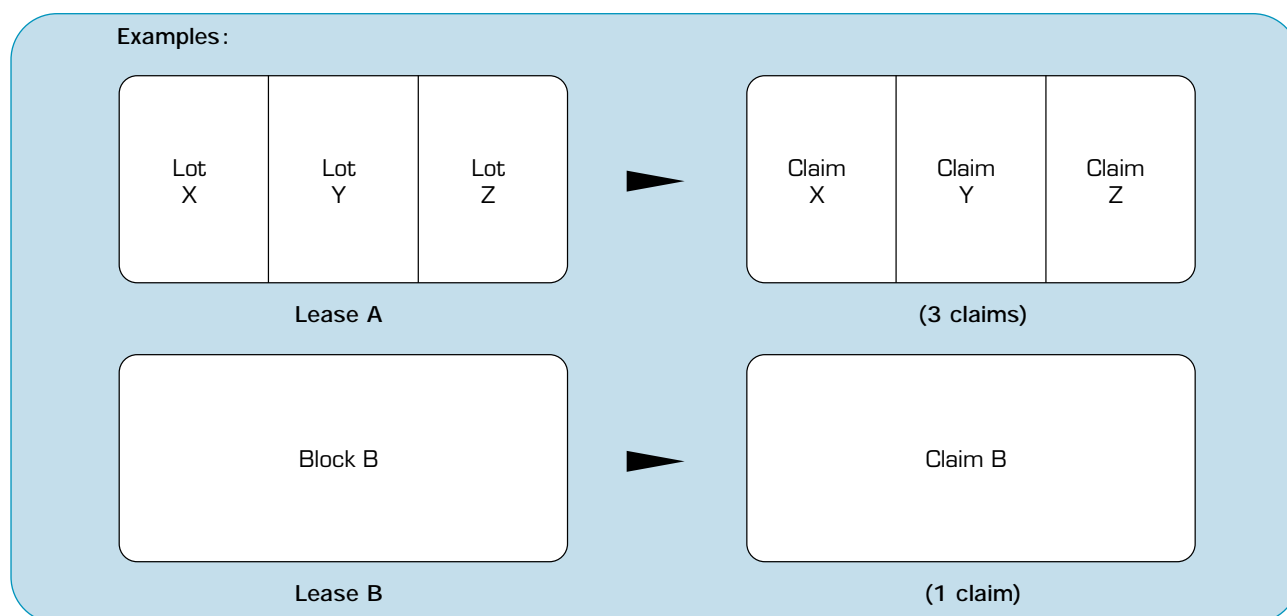 Examples:
Lot
X
Lot
Y
Lot
Z
Claim
X
Claim
Y
Claim
Z
Lease A
(3 claims)
Block B
Claim B
Lease B
(1 claim)